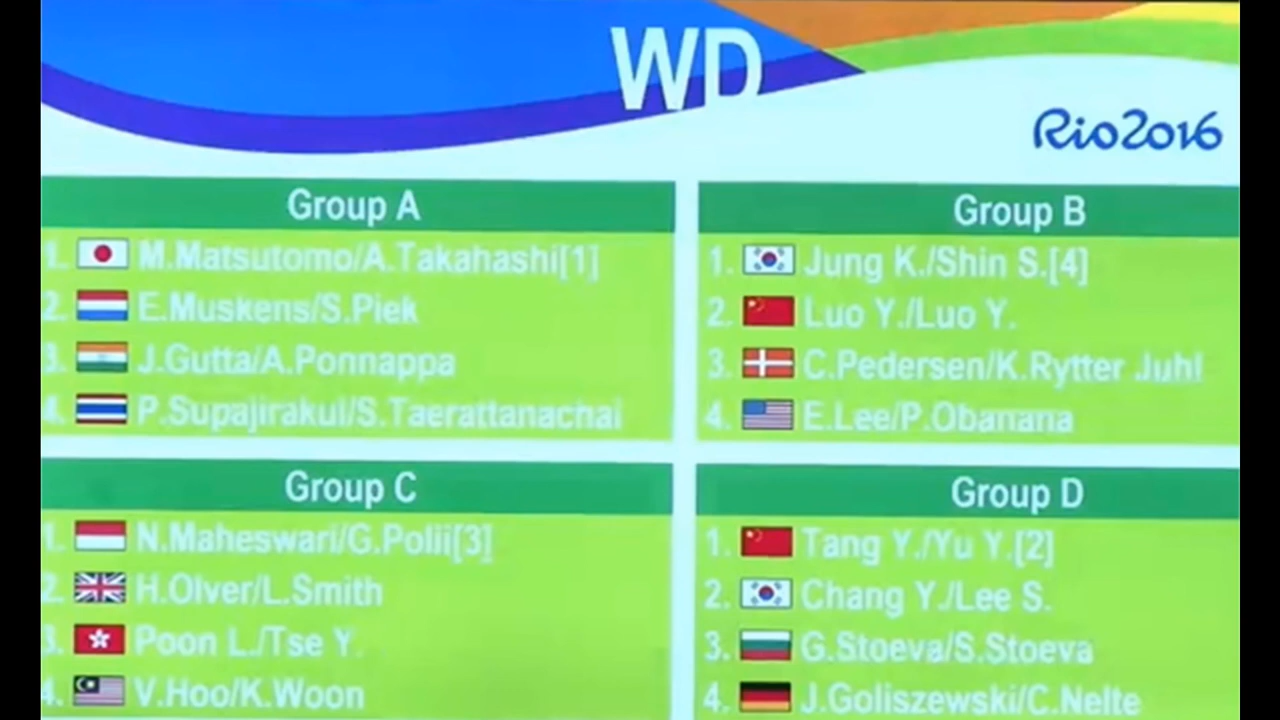 WD
Rio2016
Group A
1. M.Matsutomo/A.Takahashi[1]
2. E.Muskens/S.Piek
3. J.Gutta/A.Ponnappa
4. P.Supajirakul/S.Taerattanachai
Group B
1. Jung K./Shin S.[4]
2. Luo Y./Luo Y.
3. C.Pedersen/K.Rytter Juhl
4. E.Lee/P.Obanana
Group C
1. N.Maheswari/G.Polii[3]
2. H.Olver/L.Smith
3. Poon L./Tse Y.
4. V.Hoo/K.Woon
Group D
1. Tang Y./Yu Y.[2]
2. Chang Y./Lee S.
3. G.Stoeva/S.Stoeva
4. J.Goliszewski/C.Nelte